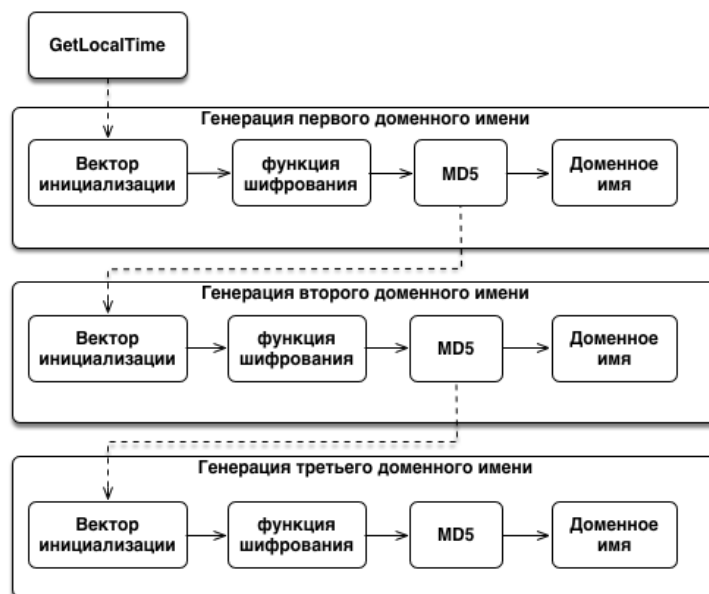 GetLocalTime
Генерация первого доменного имени
Вектор
инициализации
функция
шифрования
MD5
Доменное
имя
Генерация второго доменного имени
Вектор
инициализации
функция
шифрования
MD5
Доменное
имя
Генерация третьего доменного имени
Вектор
инициализации
функция
шифрования
MD5
Доменное
имя